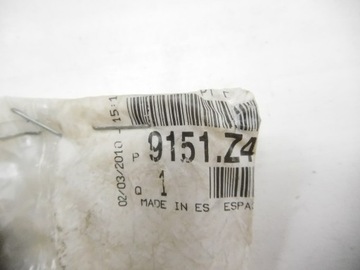 02/03/2010 - 15:1
P 9151.Z4
Q 1
MADE IN ES ESPA